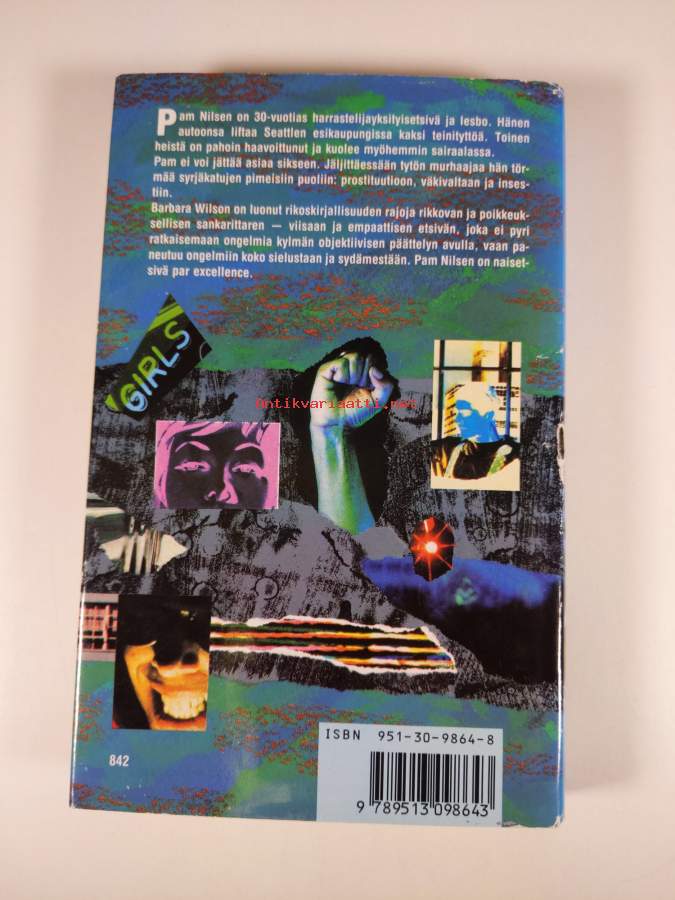 Pam Nilsen on 30-vuotias harrastelijayksityisetsivä ja lesbo. Hänen
autoonsa liftaa Seattlen esikaupungissa kaksi teinityttöä. Toinen
heistä on pahoin haavoittunut ja kuolee myöhemmin sairaalassa.
Pam ei voi jättää asiaa sikseen. Jäljittäessään tytön murhaajaa hän tör-
mää syrjäkatujen pimeisiin puoliin: prostituutioon, väkivaltaan ja inses-
tiin.
Barbara Wilson on luonut rikoskirjallisuuden rajoja rikkovan ja poikkeuk-
sellisen sankarittaren — viisaan ja empaattisen etsivän, joka ei pyri
ratkaisemaan ongelmia kylmän objektiivisen päättelyn avulla, vaan pa-
neutuu ongelmiin koko sielustaan ja sydämestään. Pam Nilsen on naiset-
sivä par excellence.
GIRLS
Antikvariaatti.net
ISBN 951-30-9864-8
842
9 789513 098643